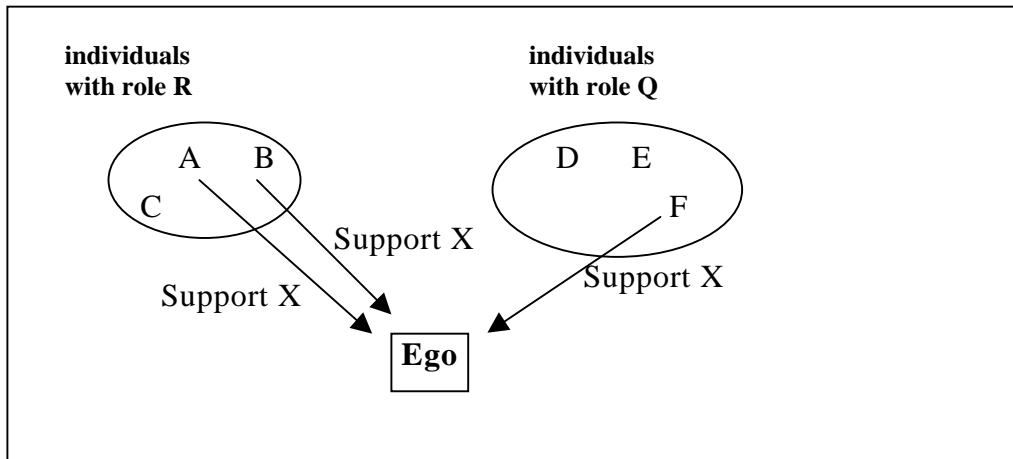 individuals
with role R
individuals
with role Q
A B
C
D E
F
Support X
Support X
Support X
Ego